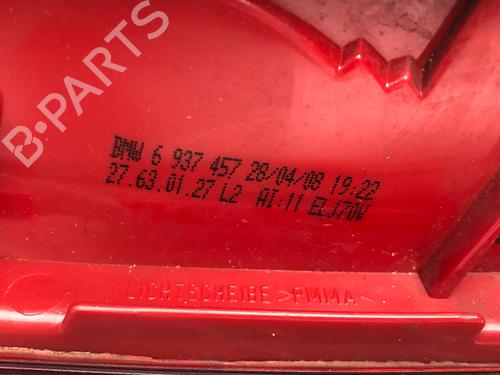 B-PARTS
BMW 6 937 457 28/04/08 19:22
27.63.01.27 L2 AI:11 ELJ70V
LICHTSCHEIBE >PMMA<